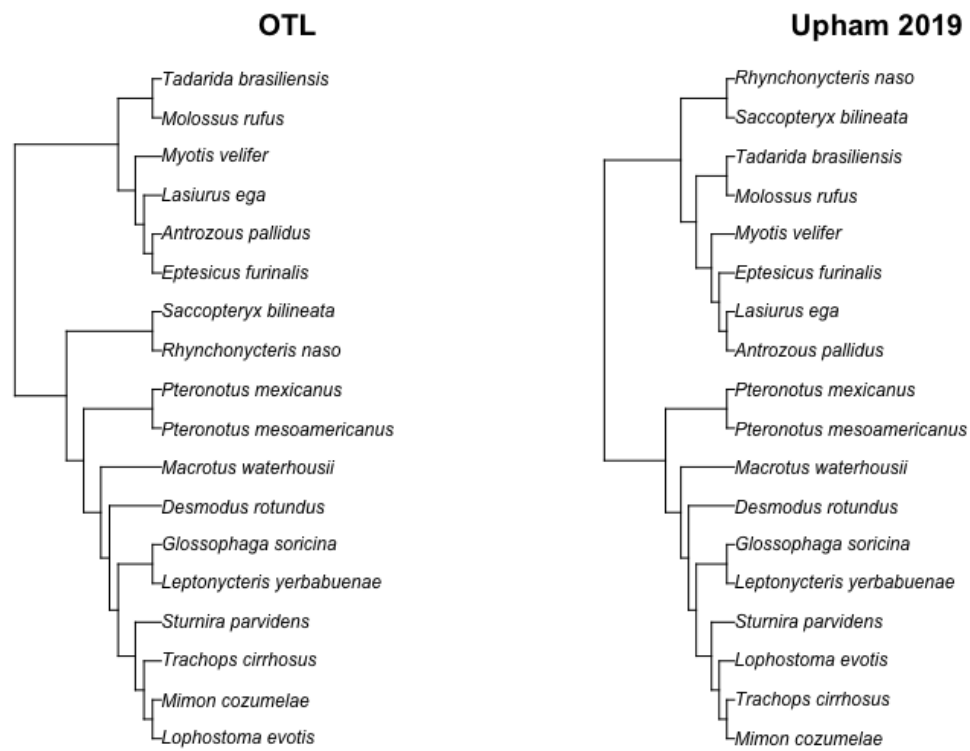 OTL
Tadarida brasiliensis
Molossus rufus
Myotis velifer
Lasiurus ega
Antrozous pallidus
Eptesicus furinalis
Saccopteryx bilineata
Rhynchonycteris naso
Pteronotus mexicanus
Pteronotus mesoamericanus
Macrotus waterhousii
Desmodus rotundus
Glossophaga soricina
Leptonycteris yerbabuenae
Sturnira parvidens
Trachops cirrhosus
Mimon cozumelae
Lophostoma evotis
Upham 2019
Rhynchonycteris naso
Saccopteryx bilineata
Tadarida brasiliensis
Molossus rufus
Myotis velifer
Eptesicus furinalis
Lasiurus ega
Antrozous pallidus
Pteronotus mexicanus
Pteronotus mesoamericanus
Macrotus waterhousii
Desmodus rotundus
Glossophaga soricina
Leptonycteris yerbabuenae
Sturnira parvidens
Lophostoma evotis
Trachops cirrhosus
Mimon cozumelae